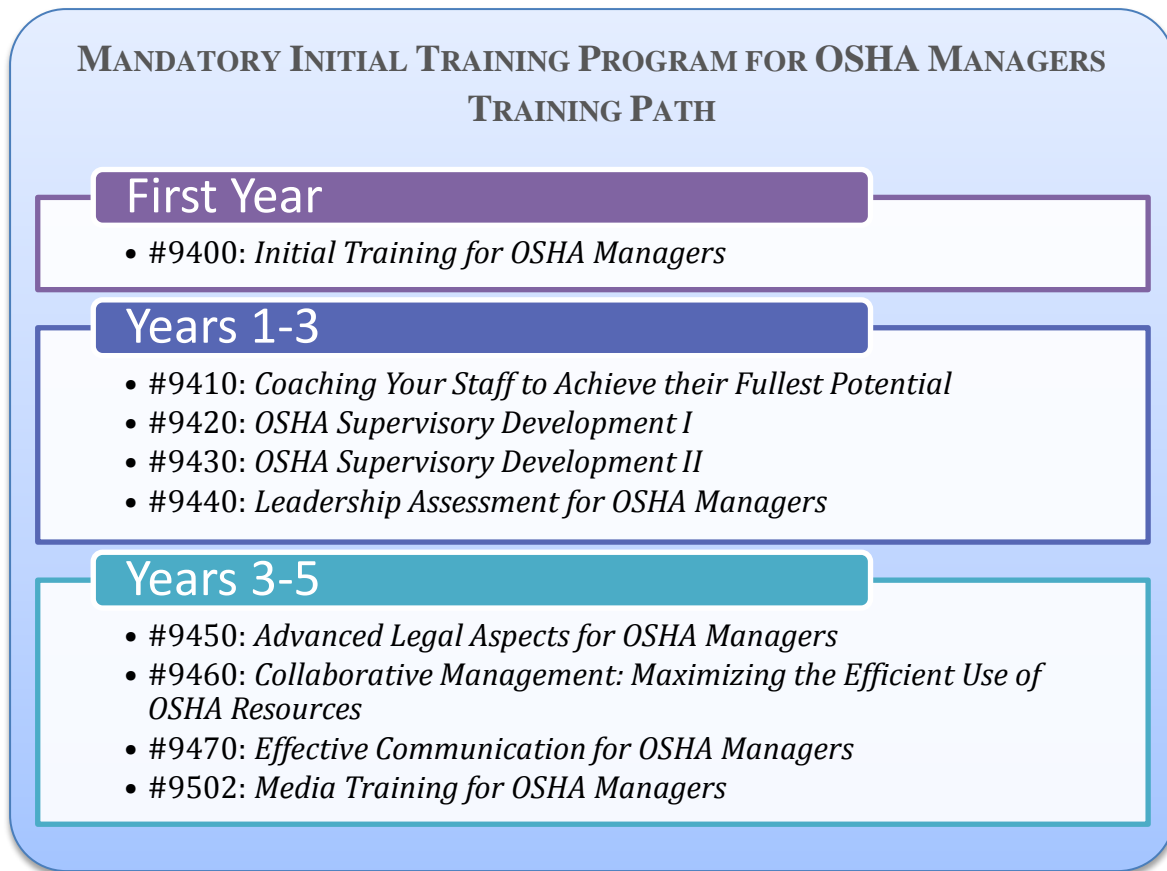 MANDATORY INITIAL TRAINING PROGRAM FOR OSHA MANAGERS
TRAINING PATH
First Year
• #9400: Initial Training for OSHA Managers
Years 1-3
• #9410: Coaching Your Staff to Achieve their Fullest Potential
• #9420: OSHA Supervisory Development I
• #9430: OSHA Supervisory Development II
• #9440: Leadership Assessment for OSHA Managers
Years 3-5
• #9450: Advanced Legal Aspects for OSHA Managers
• #9460: Collaborative Management: Maximizing the Efficient Use of
OSHA Resources
• #9470: Effective Communication for OSHA Managers
• #9502: Media Training for OSHA Managers